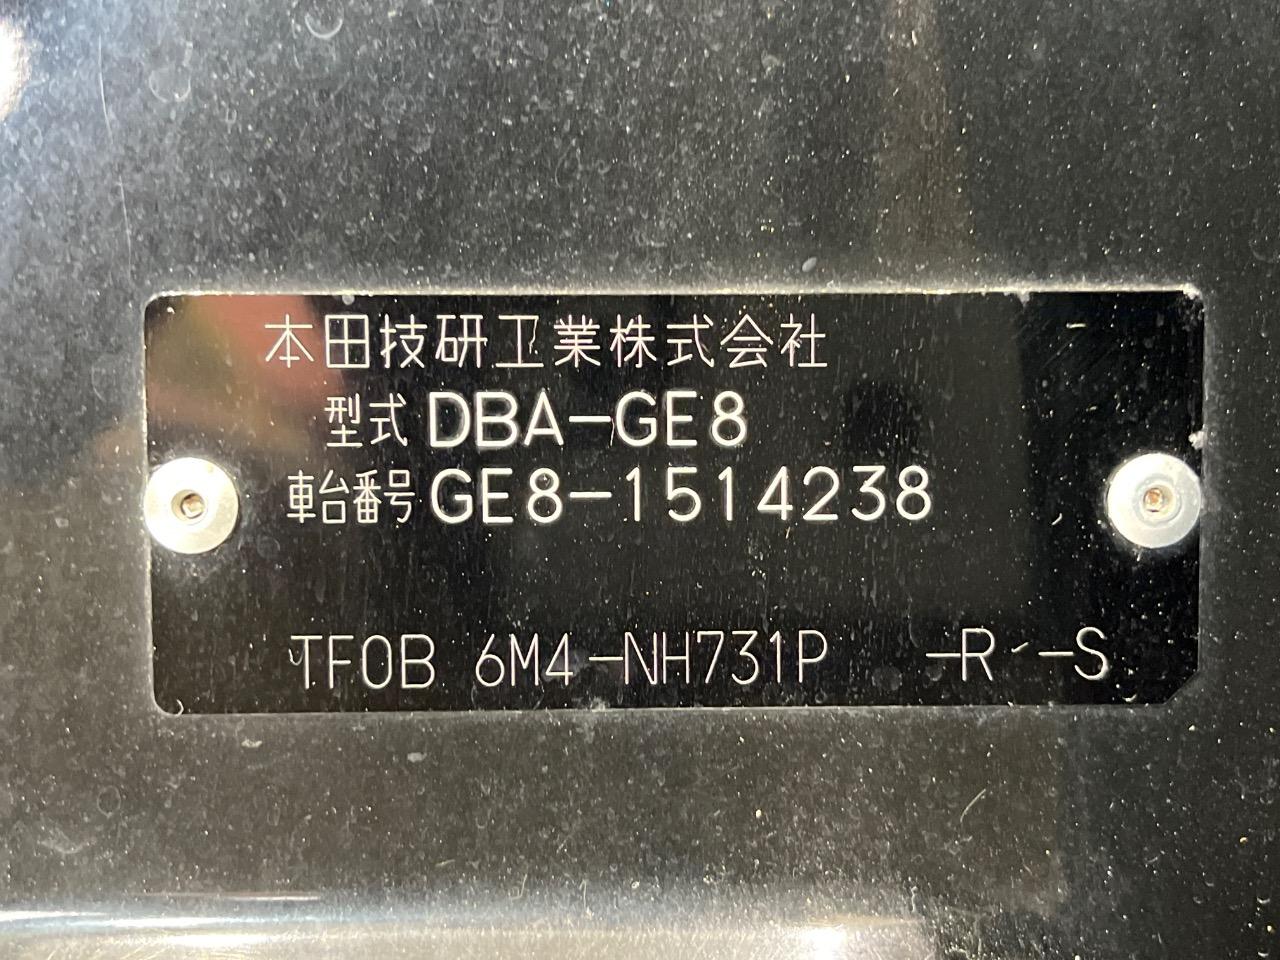 本田技研工業株式会社
型式 DBA-GE8
車台番号 GE8-1514238
TF0B 6M4-NH731P -R--S